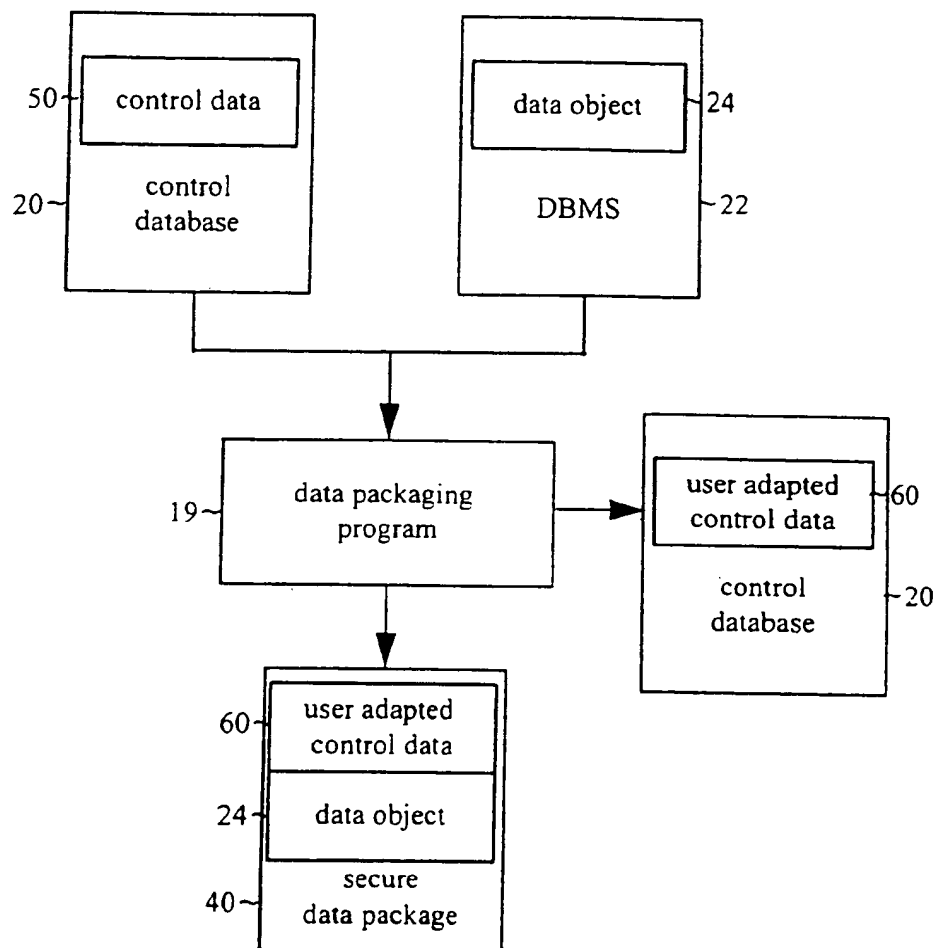 50
control data
20
control
database
data object
24
DBMS
22
19
data packaging
program
user adapted
control data
60
control
database
20
60
user adapted
control data
24
data object
40
secure
data package